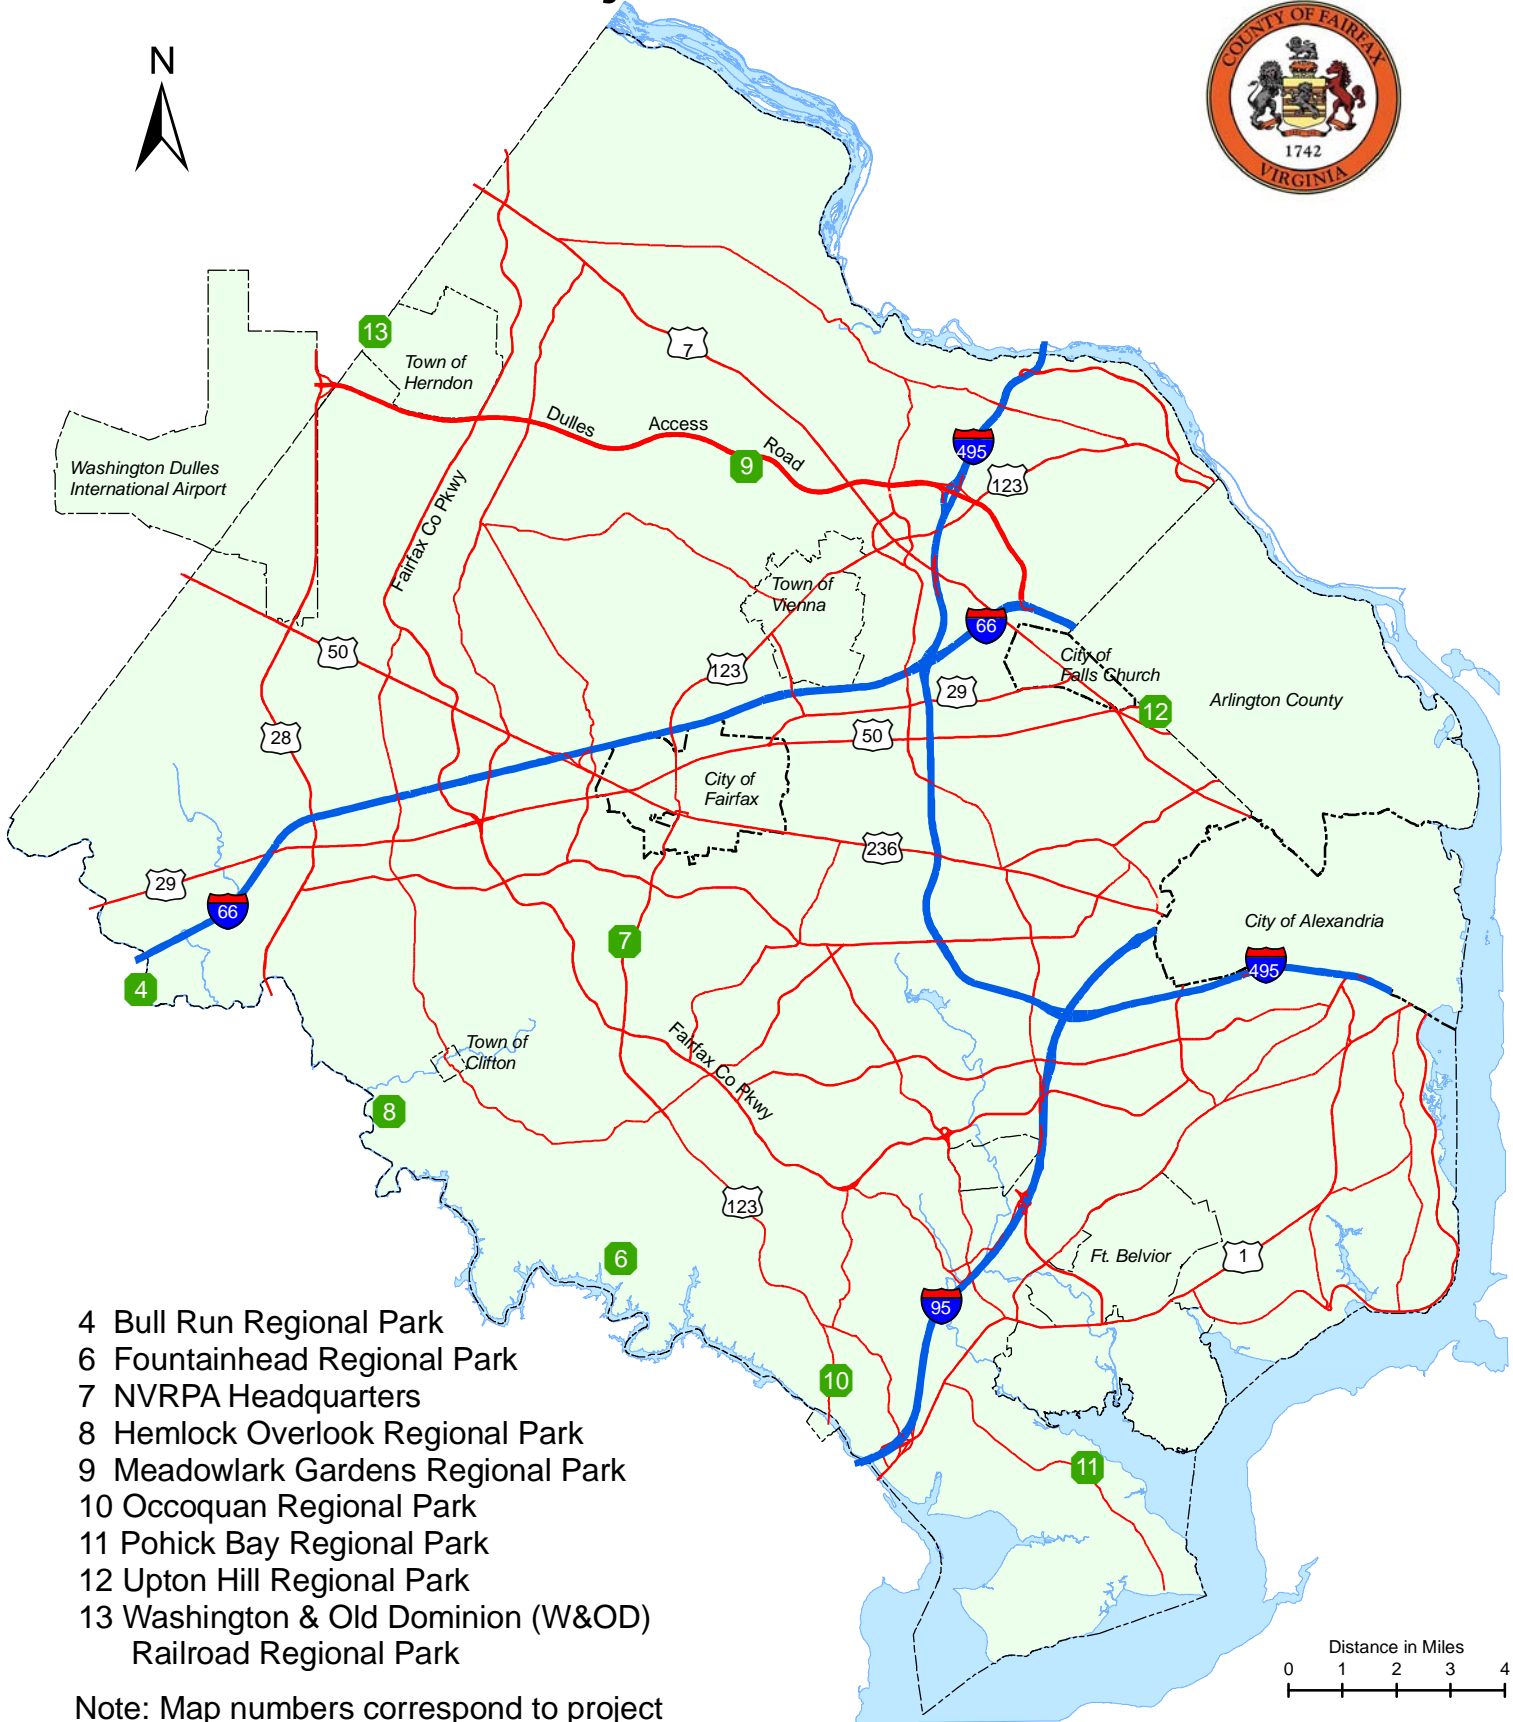 N
COUNTY OF FAIRFAX
1742
VIRGINIA
13
Town of
Herndon
7
Dulles
Access
Road
9
495
123
Washington Dulles
International Airport
Fairfax Co Pkwy
Town of
Vienna
66
50
123
City of
Falls Church
29
12
Arlington County
28
50
City of
Fairfax
236
29
66
City of Alexandria
7
495
4
Town of
Clifton
Fairfax Co Pkwy
8
123
6
Ft. Belvior
1
95
10
11
4 Bull Run Regional Park
6 Fountainhead Regional Park
7 NVRPA Headquarters
8 Hemlock Overlook Regional Park
9 Meadowlark Gardens Regional Park
10 Occoquan Regional Park
11 Pohick Bay Regional Park
12 Upton Hill Regional Park
13 Washington & Old Dominion (W&OD)
Railroad Regional Park
Distance in Miles
0 1 2 3 4
Note: Map numbers correspond to project